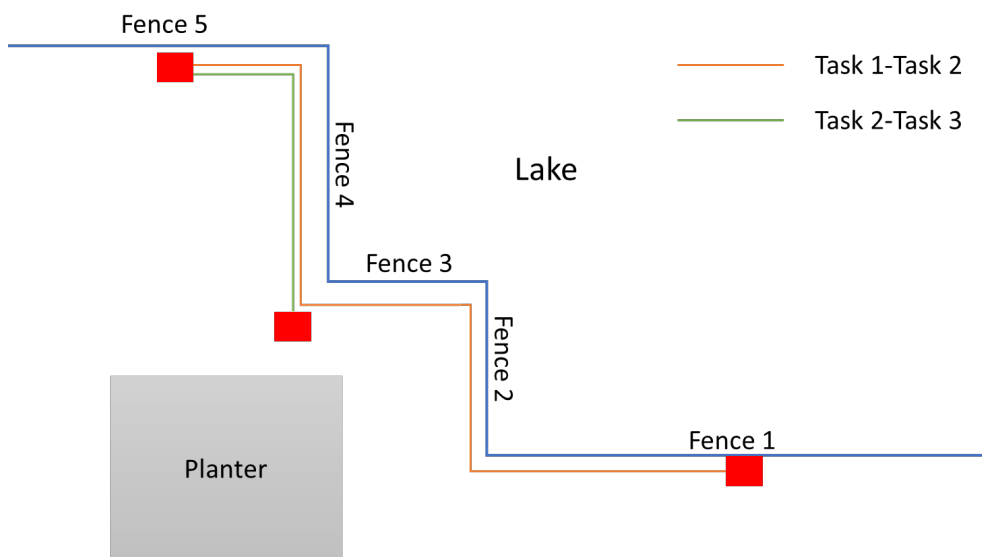 Fence 5
Task 1-Task 2
Task 2-Task 3
Fence 4
Lake
Fence 3
Fence 2
Fence 1
Planter